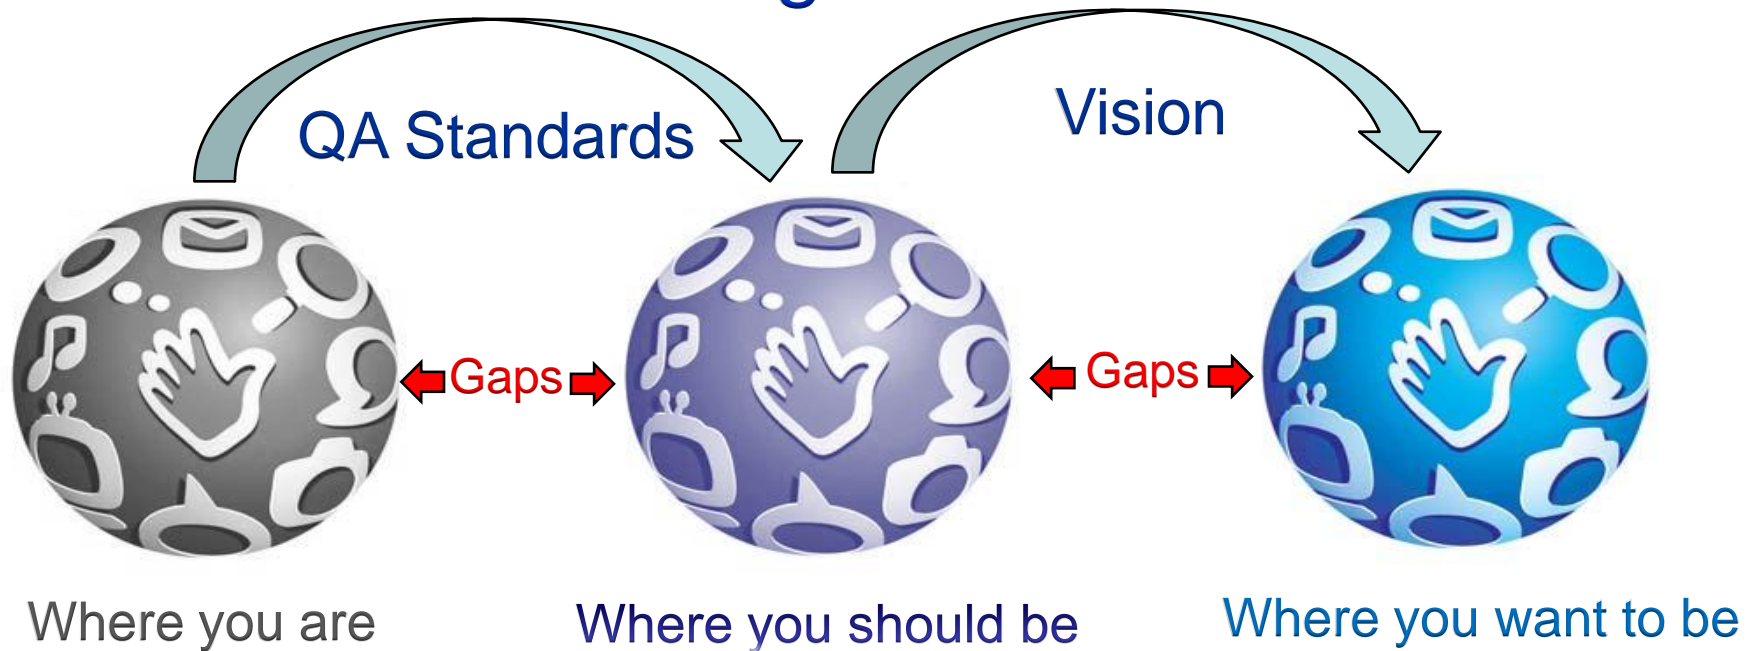 QA Standards
Vision
Gaps
Gaps
Where you are
Where you should be
Where you want to be